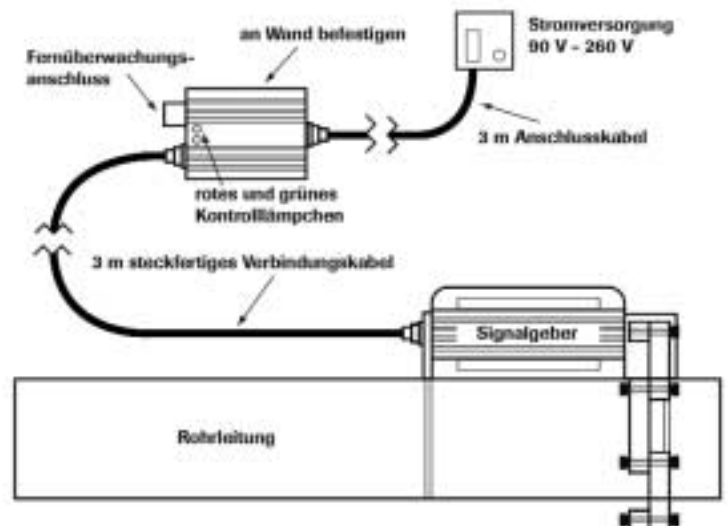 Stromversorgung
90 V - 260 V
an Wand befestigen
Fernüberwachungs-
anschluss
3 m Anschlusskabel
rotes und grünes
Kontrolllämpchen
3 m steckfertiges Verbindungskabel
Signalgeber
Rohrleitung